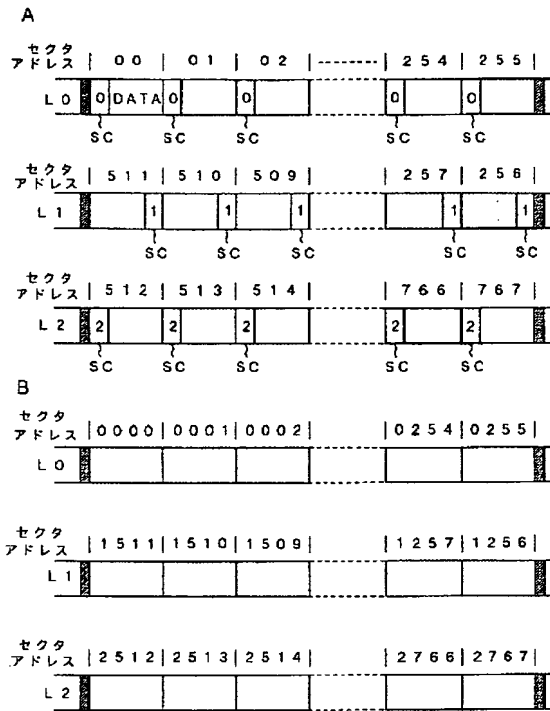 A
セクタ
アドレス | 00 | 01 | 02 | -------- | 254 | 255 |
L0 0 DATA 0 0 0 0
SC SC SC SC SC
セクタ
アドレス | 511 | 510 | 509 | | 257 | 256 |
L1 1 1 1 1 1
SC SC SC SC SC
セクタ
アドレス | 512 | 513 | 514 | | 766 | 767 |
L2 2 2 2 2 2
SC SC SC SC SC
B
セクタ
アドレス | 0000 | 0001 | 0002 | | 0254 | 0255 |
L0
セクタ
アドレス | 1511 | 1510 | 1509 | | 1257 | 1256 |
L1
セクタ
アドレス | 2512 | 2513 | 2514 | | 2766 | 2767 |
L2